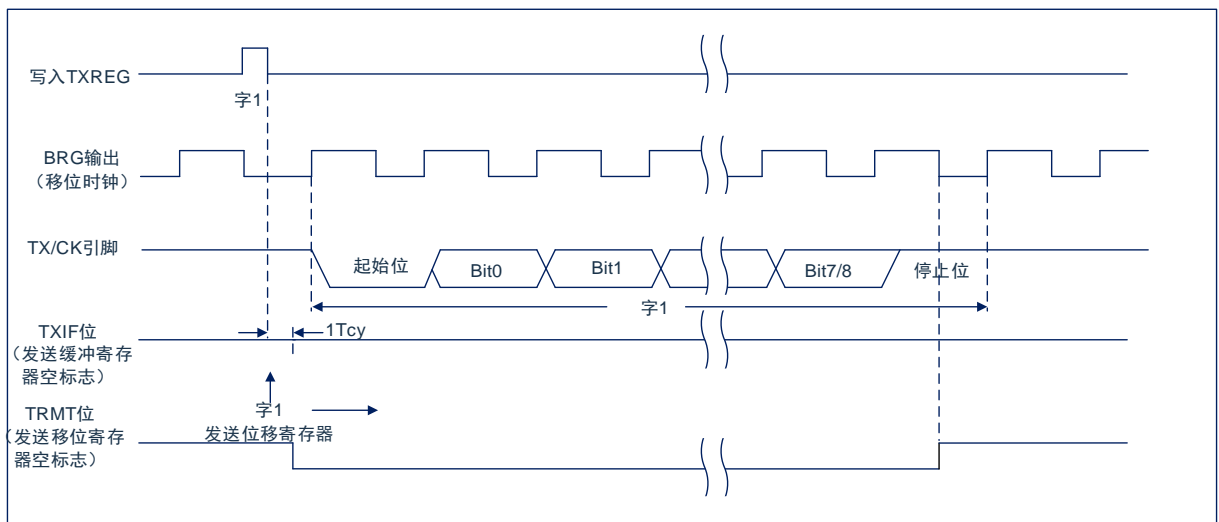 写入TXREG
字1
BRG输出
（移位时钟）
TX/CK引脚
起始位
Bit0
Bit1
Bit7/8
停止位
字1
TXIF位
（发送缓冲寄存
器空标志）
1Tcy
TRMT位
（发送移位寄存
器空标志）
字1
发送位移寄存器